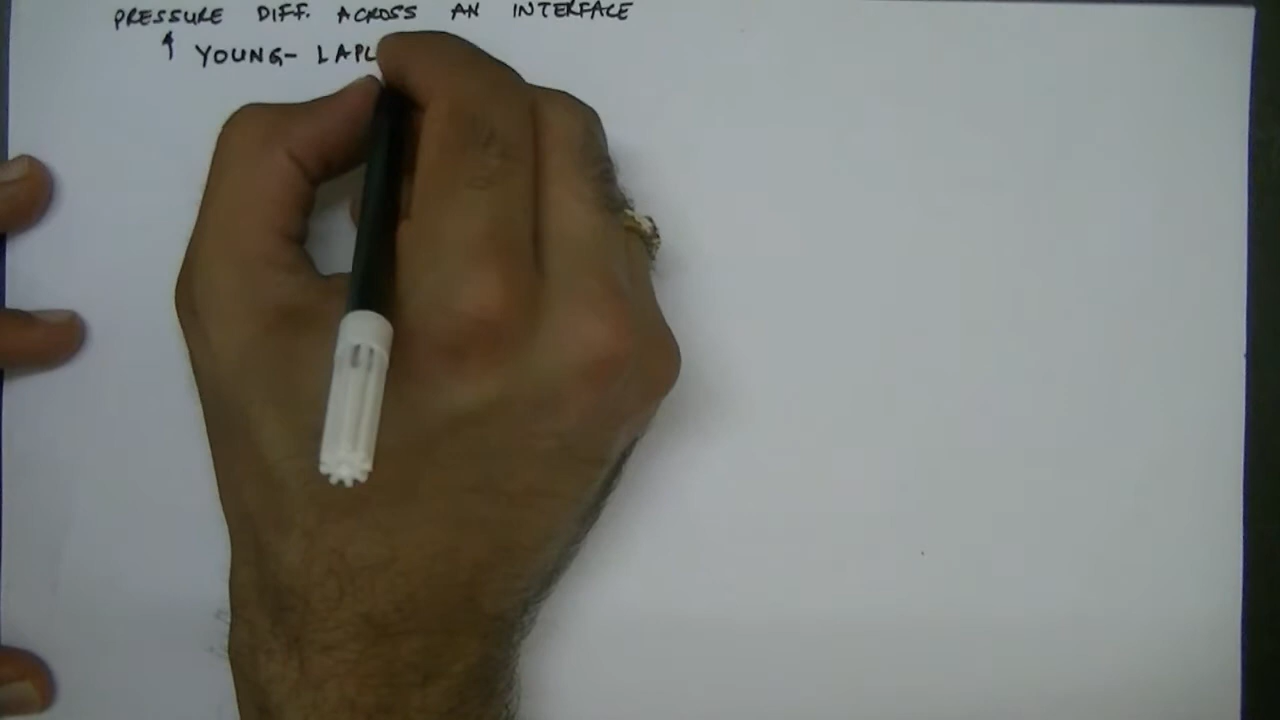 PRESSURE DIFF. ACROSS AN INTERFACE
↑ YOUNG- LAPL